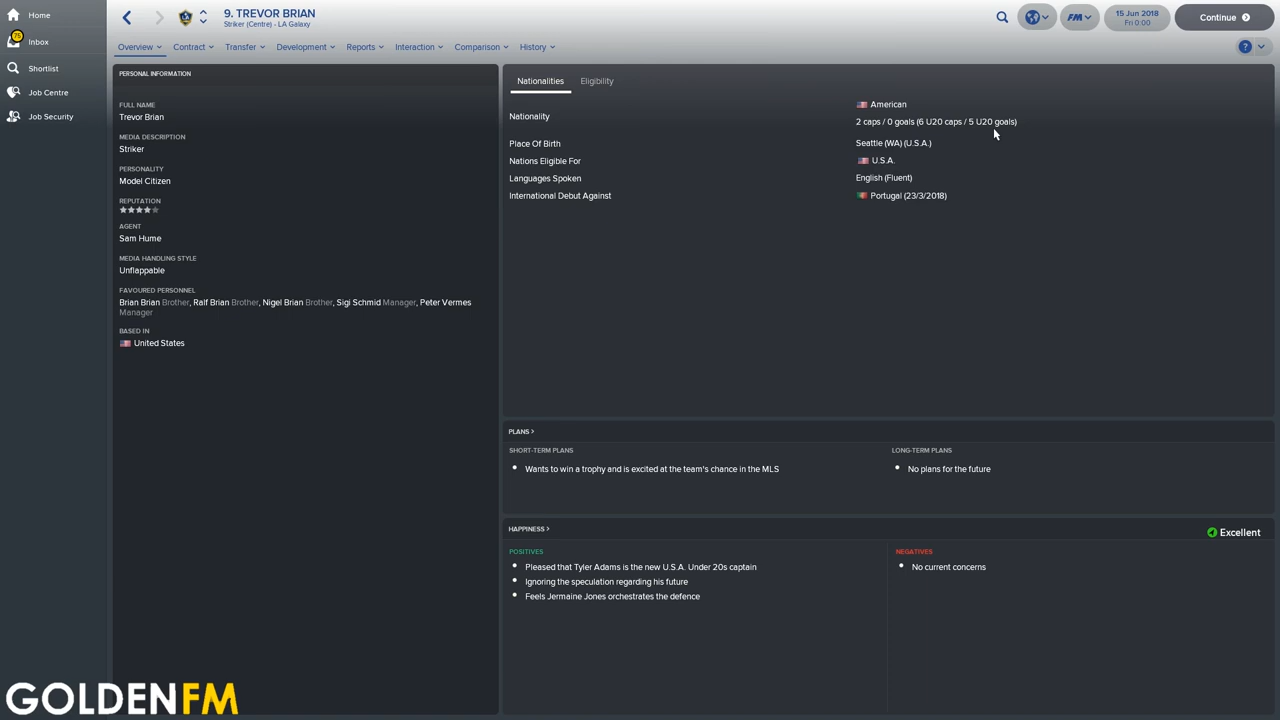 Home
75
Inbox
Shortlist
Job Centre
Job Security
9. TREVOR BRIAN
Striker (Centre) - LA Galaxy
FM
15 Jun 2018
Fri 0:00
Continue
Overview
Contract
Transfer
Development
Reports
Interaction
Comparison
History
?
PERSONAL INFORMATION
FULL NAME
Trevor Brian
MEDIA DESCRIPTION
Striker
PERSONALITY
Model Citizen
REPUTATION
AGENT
Sam Hume
MEDIA HANDLING STYLE
Unflappable
FAVOURED PERSONNEL
Brian Brian Brother, Ralf Brian Brother, Nigel Brian Brother, Sigi Schmid Manager, Peter Vermes
Manager
BASED IN
United States
Nationalities Eligibility
Nationality
American
2 caps / 0 goals (6 U20 caps / 5 U20 goals)
Place Of Birth Seattle (WA) (U.S.A.)
Nations Eligible For U.S.A.
Languages Spoken English (Fluent)
International Debut Against Portugal (23/3/2018)
PLANS >
SHORT-TERM PLANS
• Wants to win a trophy and is excited at the team's chance in the MLS
LONG-TERM PLANS
• No plans for the future
HAPPINESS >
Excellent
POSITIVES
• Pleased that Tyler Adams is the new U.S.A. Under 20s captain
• Ignoring the speculation regarding his future
• Feels Jermaine Jones orchestrates the defence
NEGATIVES
• No current concerns
GOLDENFM